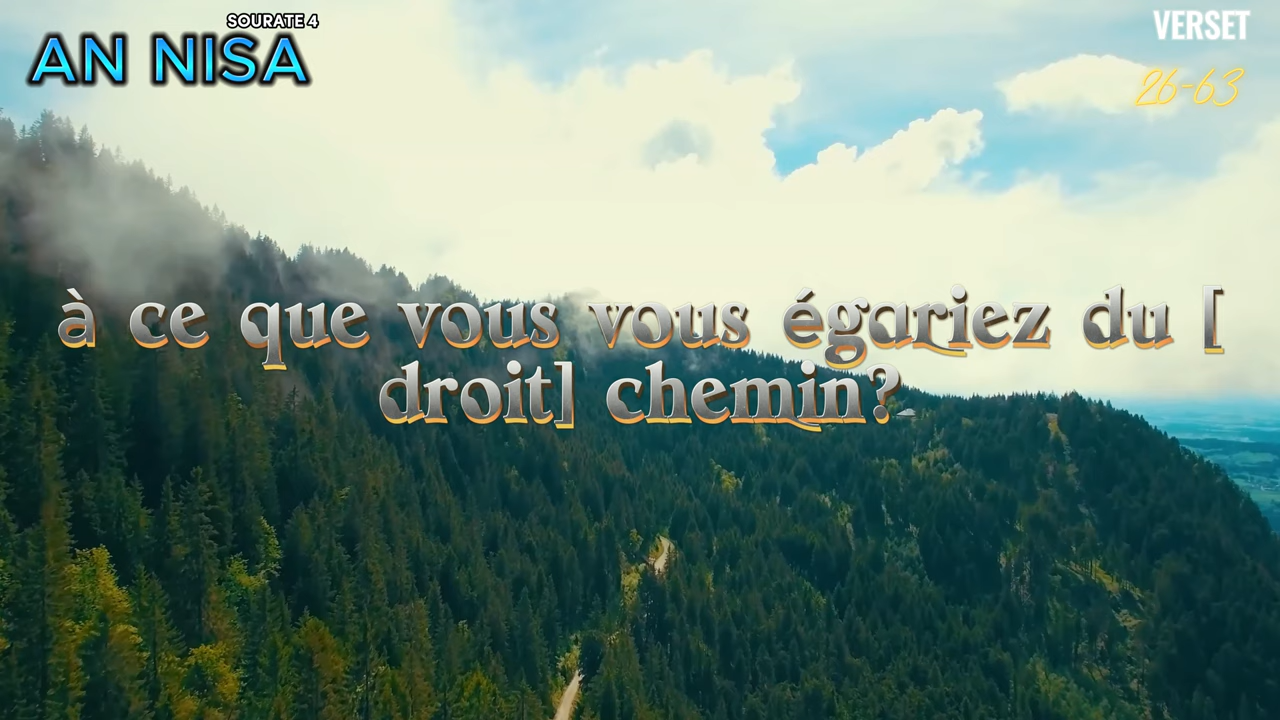 SOURATE 4
AN NISA
VERSET
26-63
à ce que vous vous égariez du [
droit] chemin?